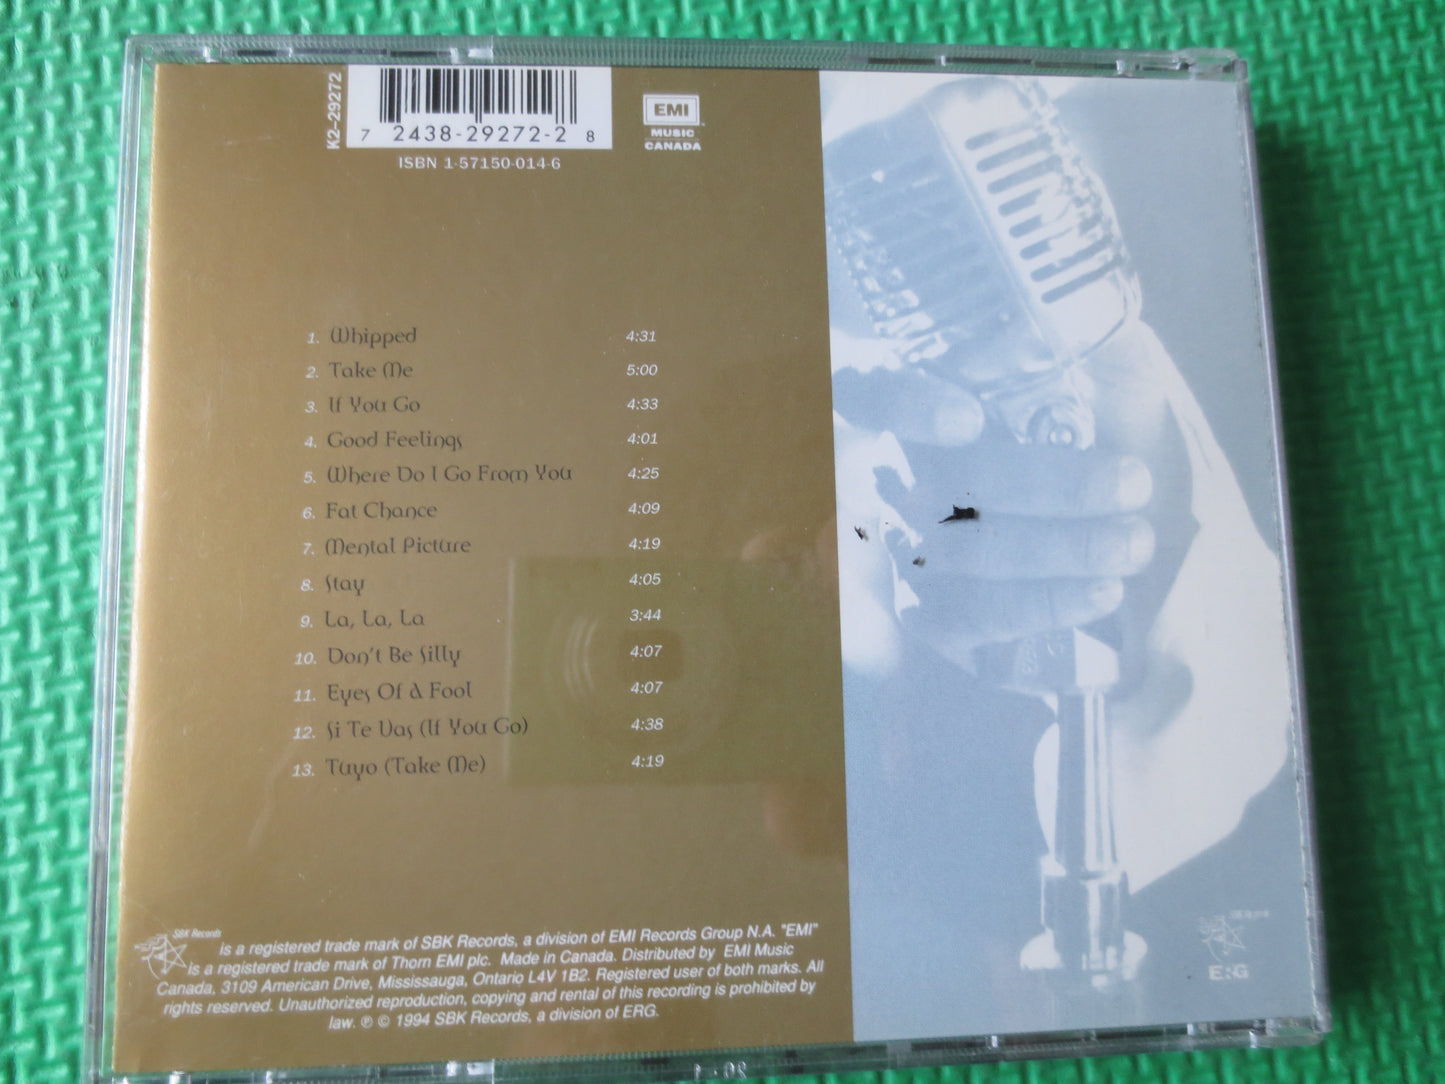 K2-29272
7 2438-29272-2 8
ISBN 1-57150-014-6
EMI
MUSIC
CANADA
1. Whipped 4:31
2. Take Me 5:00
3. If You Go 4:33
4. Good Feelings 4:01
5. Where Do I Go From You 4:25
6. Fat Chance 4:09
7. Mental Picture 4:19
8. Stay 4:05
9. La, La, La 3:44
10. Don't Be Silly 4:07
11. Eyes Of A Fool 4:07
12. Si Te Vas (If You Go) 4:38
13. Tuyo (Take Me) 4:19
SBK Records
is a registered trade mark of SBK Records, a division of EMI Records Group N.A. "EMI"
is a registered trade mark of Thorn EMI plc. Made in Canada. Distributed by EMI Music
Canada, 3109 American Drive, Mississauga, Ontario L4V 1B2. Registered user of both marks. All
rights reserved. Unauthorized reproduction, copying and rental of this recording is prohibited by
law. ℗ © 1994 SBK Records, a division of ERG.
ERG